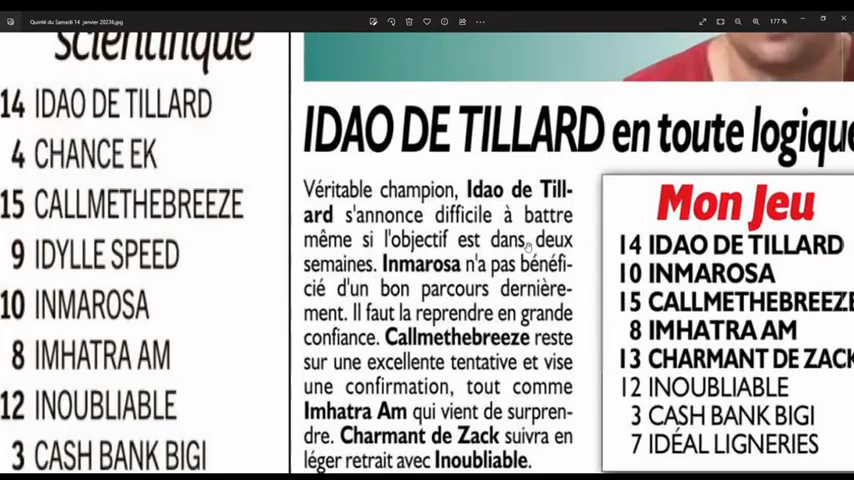 Quinté du Samedi 14 janvier 20236.jpg
177 %
scientifique
14 IDAO DE TILLARD
4 CHANCE EK
15 CALLMETHEBREEZE
9 IDYLLE SPEED
10 INMAROSA
8 IMHATRA AM
12 INOUBLIABLE
3 CASH BANK BIGI
IDAO DE TILLARD en toute logique
Véritable champion, Idao de Till-
ard s'annonce difficile à battre
même si l'objectif est dans deux
semaines. Inmarosa n'a pas bénéfi-
cié d'un bon parcours dernière-
ment. Il faut la reprendre en grande
confiance. Callmethebreeze reste
sur une excellente tentative et vise
une confirmation, tout comme
Imhatra Am qui vient de surpren-
dre. Charmant de Zack suivra en
léger retrait avec Inoubliable.
Mon Jeu
14 IDAO DE TILLARD
10 INMAROSA
15 CALLMETHEBREEZE
8 IMHATRA AM
13 CHARMANT DE ZACK
12 INOUBLIABLE
3 CASH BANK BIGI
7 IDÉAL LIGNERIES